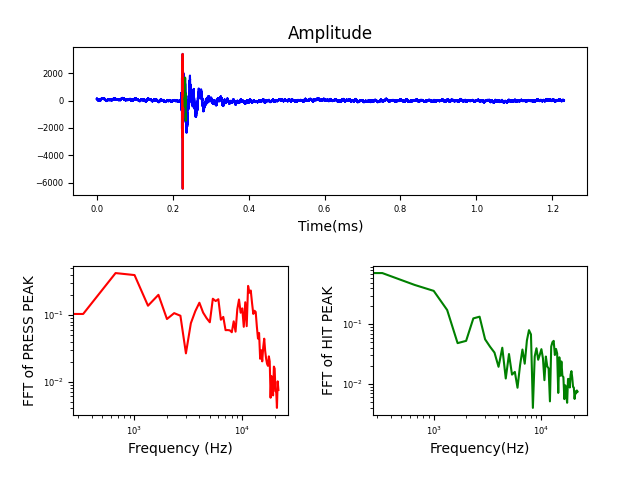 Amplitude
2000
0
−2000
−4000
−6000
0.0 0.2 0.4 0.6 0.8 1.0 1.2
Time(ms)
FFT of PRESS PEAK
10⁻¹
10⁻²
10³ 10⁴
Frequency (Hz)
FFT of HIT PEAK
10⁻¹
10⁻²
10³ 10⁴
Frequency(Hz)